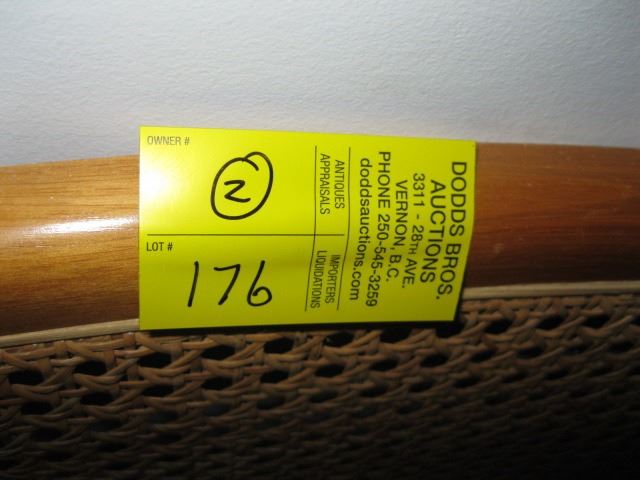 OWNER #
2
LOT #
176
ANTIQUES
APPRAISALS
IMPORTERS
LIQUIDATIONS
DODDS BROS.
AUCTIONS
3311 - 28TH AVE.
VERNON, B.C.
PHONE 250-545-3259
doddsauctions.com